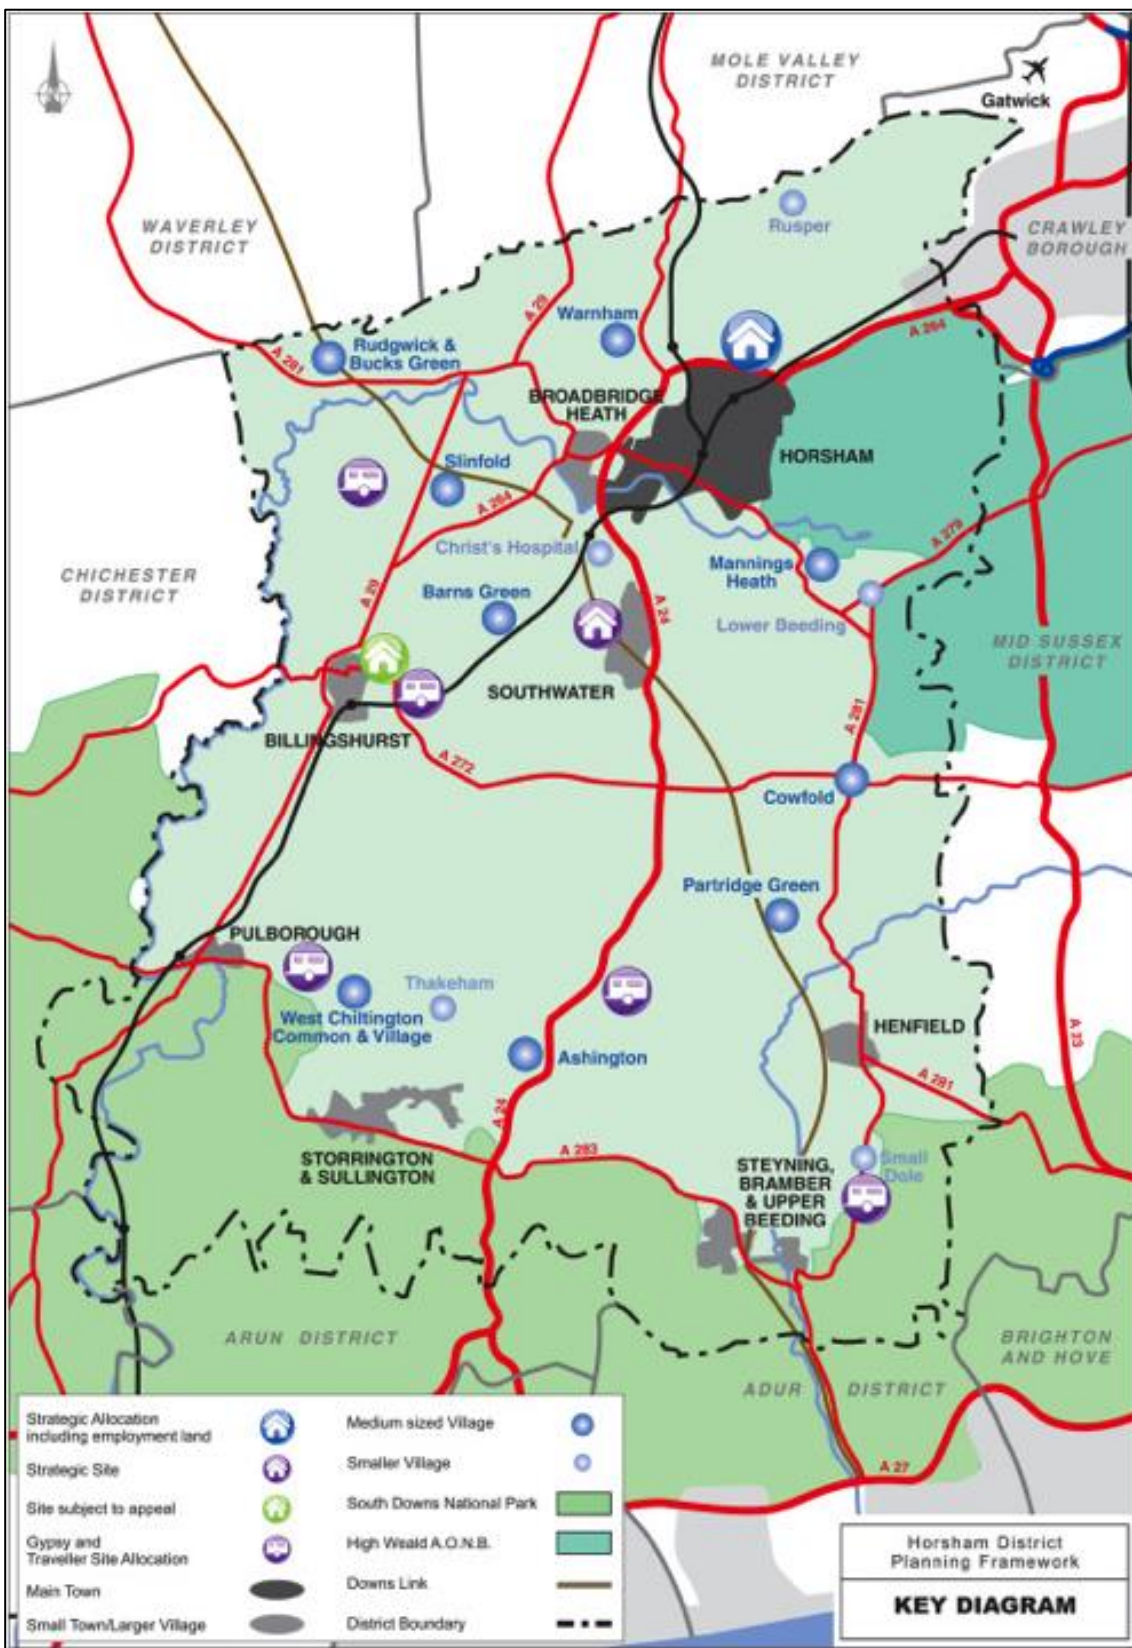 MOLE VALLEY
DISTRICT
Gatwick
WAVERLEY
DISTRICT
Rusper
CRAWLEY
BOROUGH
A 29
Warnham
A 264
Rudgwick &
Bucks Green
A 281
BROADBRIDGE
HEATH
HORSHAM
Slinfold
A 264
A 279
Christ's Hospital
Mannings
Heath
CHICHESTER
DISTRICT
Barns Green
A 29
A 24
Lower Beeding
MID SUSSEX
DISTRICT
SOUTHWATER
BILLINGSHURST
A 281
A 272
Cowfold
Partridge Green
PULBOROUGH
Thakeham
West Chiltington
Common & Village
HENFIELD
A 23
Ashington
A 281
A 24
STORRINGTON
& SULLINGTON
A 283
STEYNING,
BRAMBER
& UPPER
BEEDING
Small
Dole
ARUN DISTRICT
BRIGHTON
AND HOVE
ADUR DISTRICT
A 27
Strategic Allocation
including employment land
Strategic Site
Site subject to appeal
Gypsy and
Traveller Site Allocation
Main Town
Small Town/Larger Village
Medium sized Village
Smaller Village
South Downs National Park
High Weald A.O.N.B.
Downs Link
District Boundary
Horsham District
Planning Framework
KEY DIAGRAM